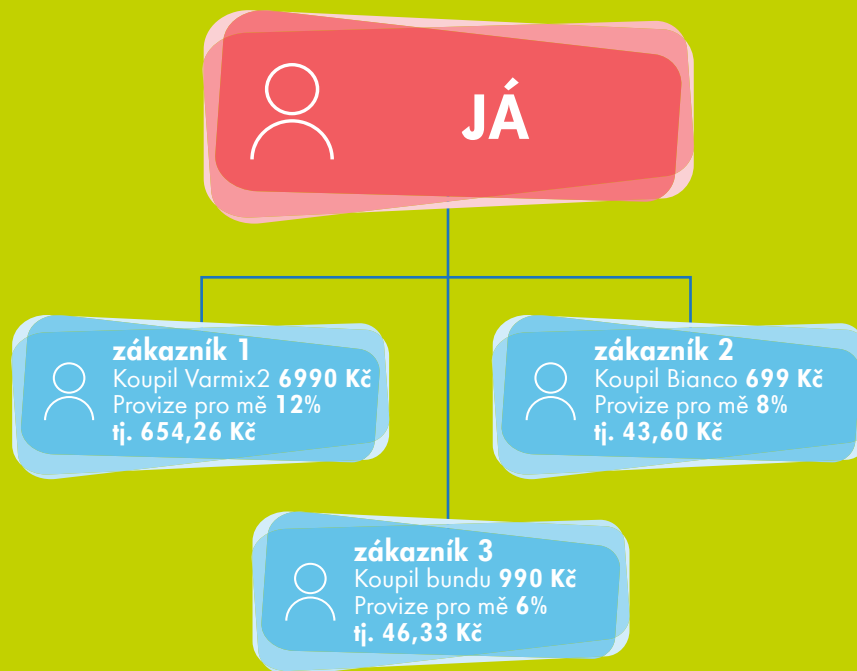 JÁ
zákazník 1
Koupil Varmix2 6990 Kč
Provize pro mě 12%
tj. 654,26 Kč
zákazník 2
Koupil Bianco 699 Kč
Provize pro mě 8%
tj. 43,60 Kč
zákazník 3
Koupil bundu 990 Kč
Provize pro mě 6%
tj. 46,33 Kč